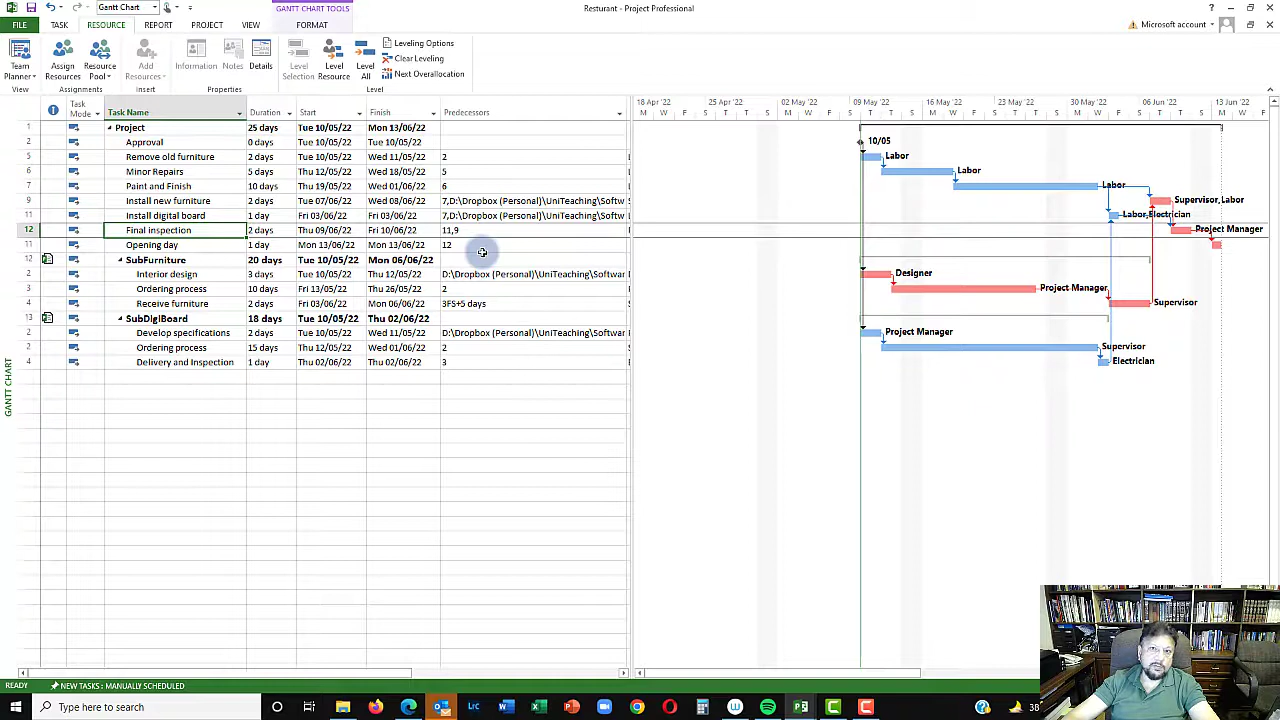 Gantt Chart
GANTT CHART TOOLS
Resturant - Project Professional
FILE TASK RESOURCE REPORT PROJECT VIEW FORMAT
Microsoft account
Team Planner
Assign Resources
Resource Pool
Add Resources
Information
Notes
Details
Level Selection
Level Resource
Level All
Leveling Options
Clear Leveling
Next Overallocation
View Assignments Insert Properties Level
Task Mode Task Name Duration Start Finish Predecessors
18 Apr '22 25 Apr '22 02 May '22 09 May '22 16 May '22 23 May '22 30 May '22 06 Jun '22 13 Jun '22
M W F S T T S M W F S T T S M W F S T T S M W F S T T S M W F
1 Project 25 days Tue 10/05/22 Mon 13/06/22
2 Approval 0 days Tue 10/05/22 Tue 10/05/22 10/05
5 Remove old furniture 2 days Tue 10/05/22 Wed 11/05/22 2 Labor
6 Minor Repairs 5 days Thu 12/05/22 Wed 18/05/22 5 Labor
7 Paint and Finish 10 days Thu 19/05/22 Wed 01/06/22 6 Labor
9 Install new furniture 2 days Tue 07/06/22 Wed 08/06/22 7,D:\Dropbox (Personal)\UniTeaching\Softw Supervisor, Labor
11 Install digital board 1 day Fri 03/06/22 Fri 03/06/22 7,D:\Dropbox (Personal)\UniTeaching\Softw Labor,Electrician
12 Final inspection 2 days Thu 09/06/22 Fri 10/06/22 11,9 Project Manager
11 Opening day 1 day Mon 13/06/22 Mon 13/06/22 12
12 SubFurniture 20 days Tue 10/05/22 Mon 06/06/22
2 Interior design 3 days Tue 10/05/22 Thu 12/05/22 D:\Dropbox (Personal)\UniTeaching\Softwar Designer
3 Ordering process 10 days Fri 13/05/22 Thu 26/05/22 2 Project Manager
4 Receive furniture 2 days Fri 03/06/22 Mon 06/06/22 3FS+5 days Supervisor
13 SubDigiBoard 18 days Tue 10/05/22 Thu 02/06/22
2 Develop specifications 2 days Tue 10/05/22 Wed 11/05/22 D:\Dropbox (Personal)\UniTeaching\Softwar Project Manager
2 Ordering process 15 days Thu 12/05/22 Wed 01/06/22 2 Supervisor
4 Delivery and Inspection 1 day Thu 02/06/22 Thu 02/06/22 3 Electrician
GANTT CHART
READY NEW TASKS : MANUALLY SCHEDULED
Type here to search